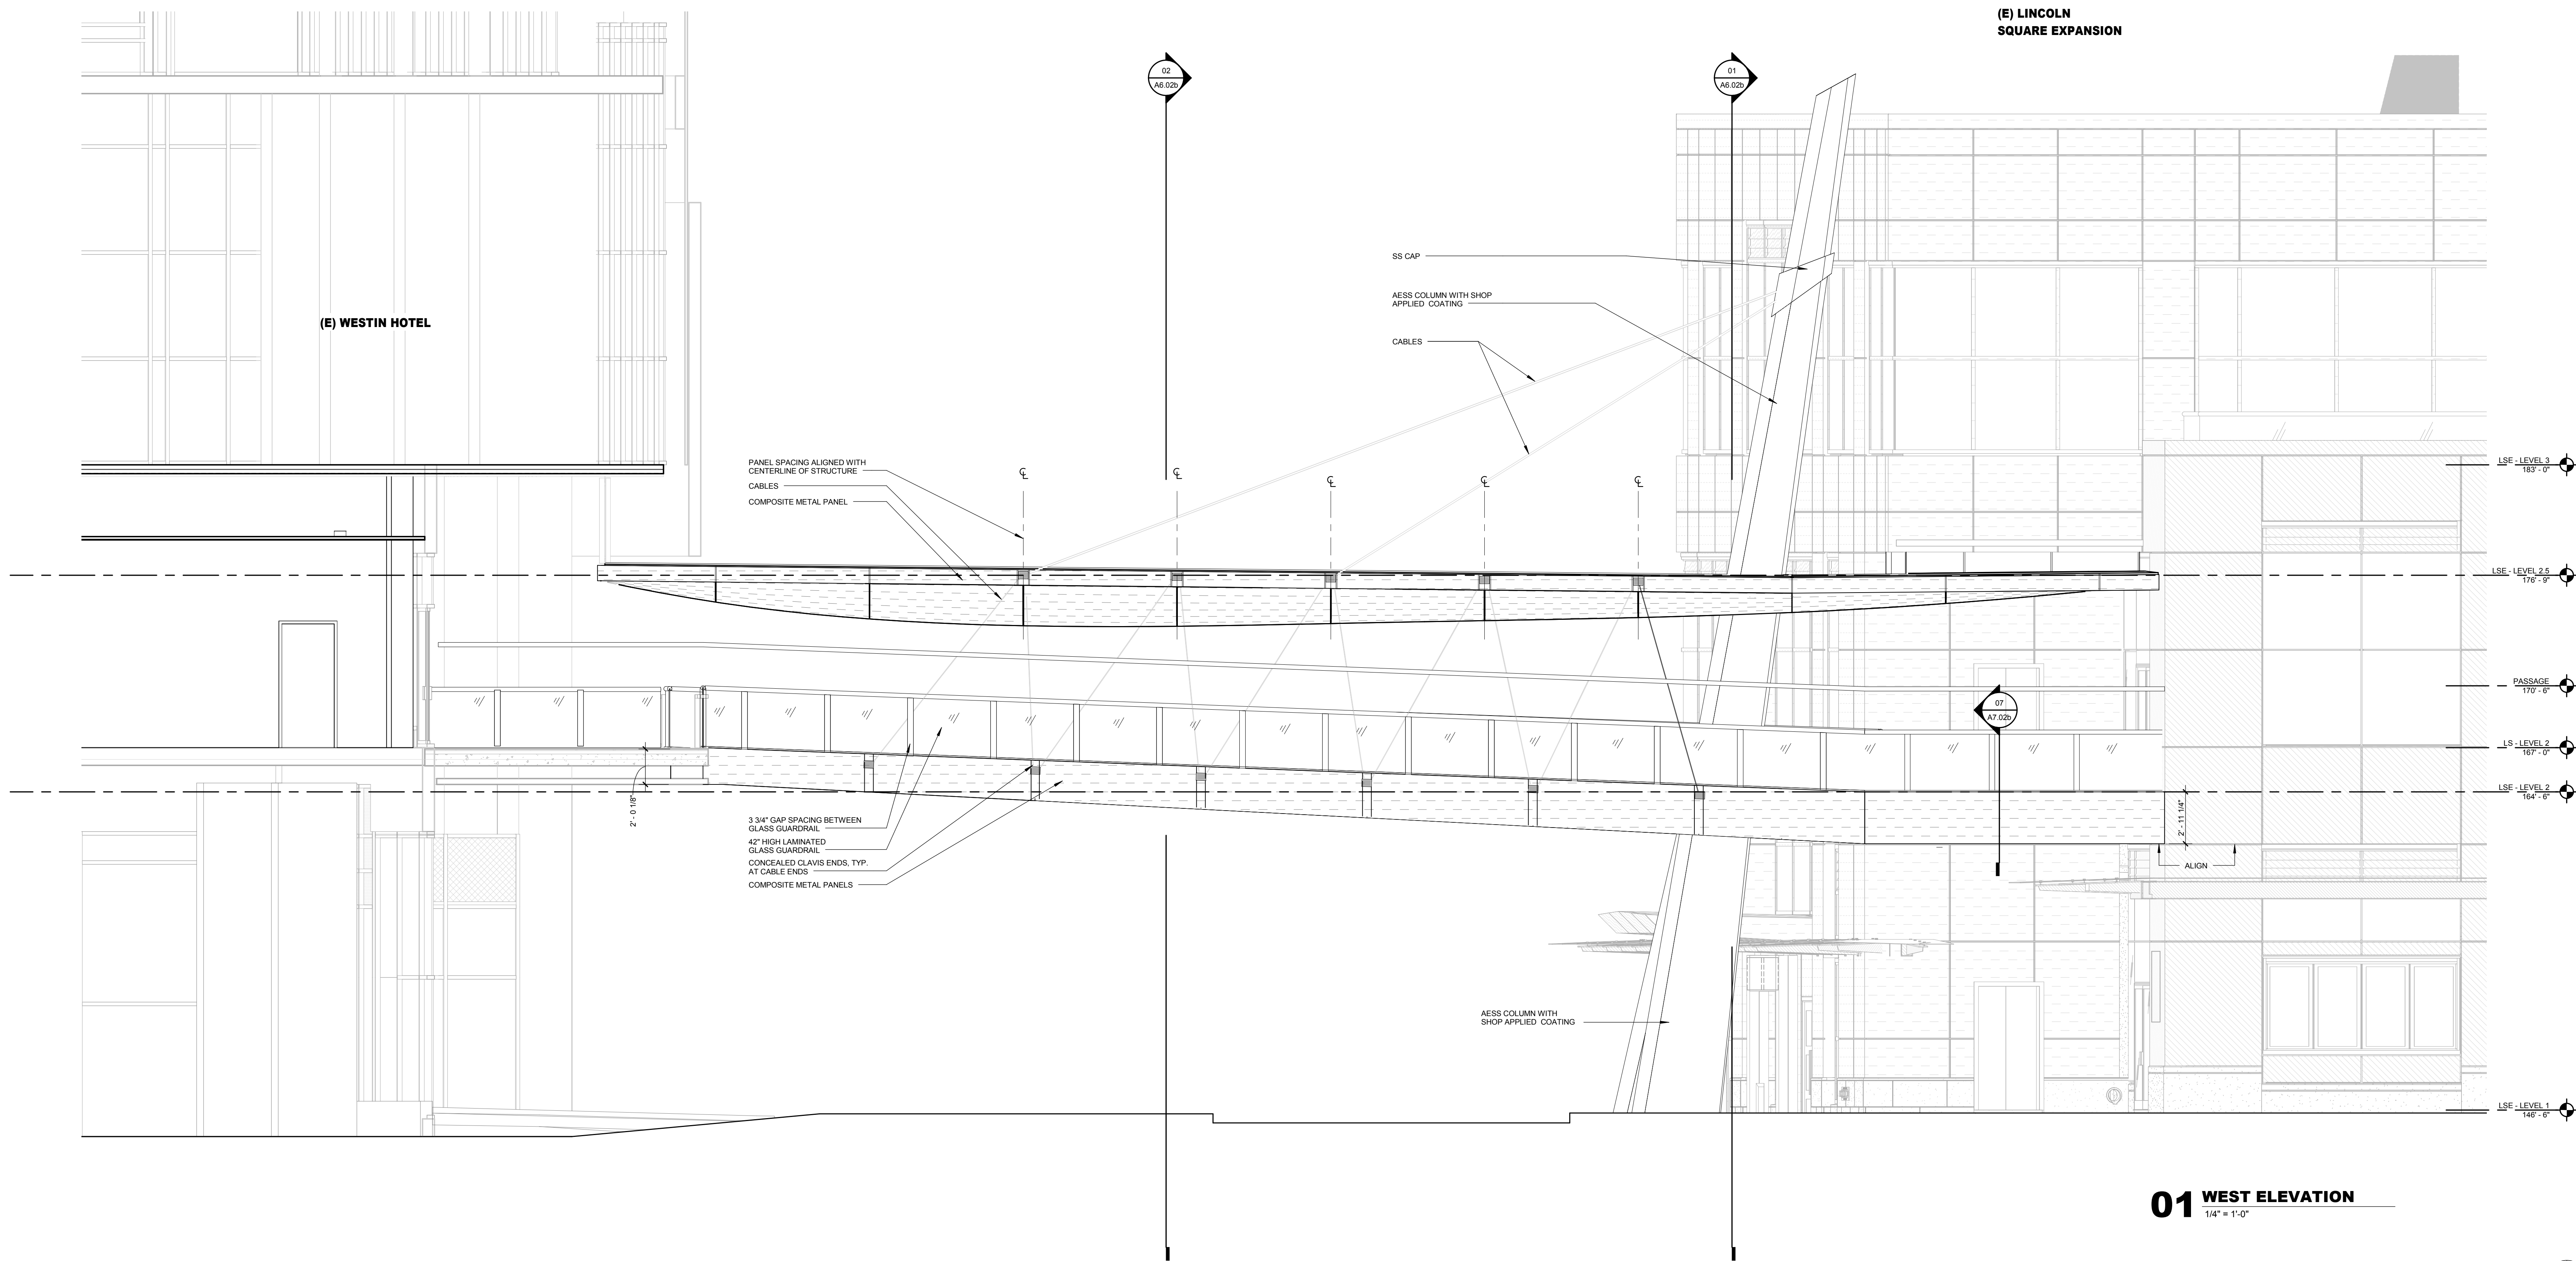 (E) LINCOLN
SQUARE EXPANSION
02
A6.02b
01
A6.02b
SS CAP
AESS COLUMN WITH SHOP
APPLIED COATING
(E) WESTIN HOTEL
CABLES
PANEL SPACING ALIGNED WITH
CENTERLINE OF STRUCTURE
CABLES
COMPOSITE METAL PANEL
LSE - LEVEL 3
183' - 0"
LSE - LEVEL 2.5
176' - 9"
PASSAGE
170' - 6"
07
A7.02b
LS - LEVEL 2
167' - 0"
LSE - LEVEL 2
164' - 6"
2' - 0 1/8"
2' - 11 1/4"
3 3/4" GAP SPACING BETWEEN
GLASS GUARDRAIL
42" HIGH LAMINATED
GLASS GUARDRAIL
CONCEALED CLAVIS ENDS, TYP.
AT CABLE ENDS
COMPOSITE METAL PANELS
ALIGN
AESS COLUMN WITH
SHOP APPLIED COATING
LSE - LEVEL 1
146' - 6"
01 WEST ELEVATION
1/4" = 1'-0"